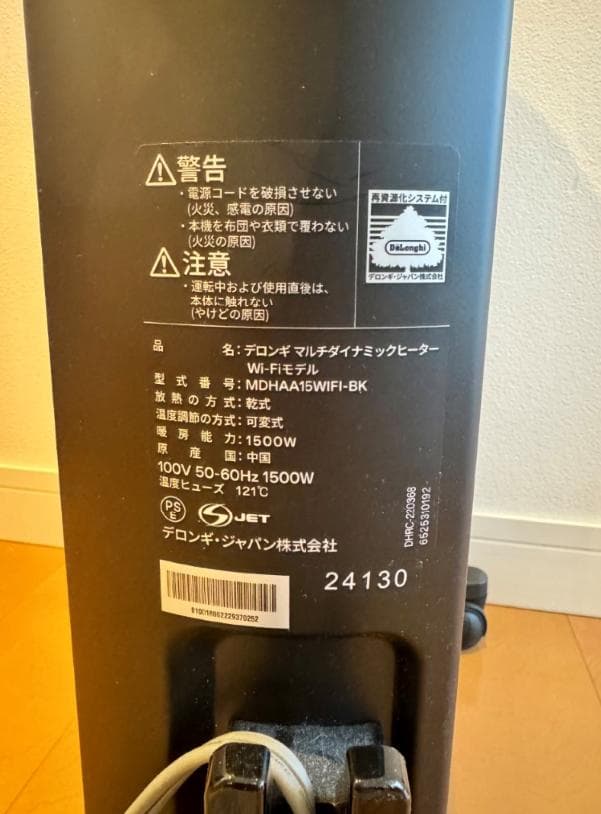 警告
・電源コードを破損させない
(火災、感電の原因)
・本機を布団や衣類で覆わない
(火災の原因)
注意
・運転中および使用直後は、
本体に触れない
(やけどの原因)
再資源化システム付
DeLonghi
デロンギ・ジャパン株式会社
品 名：デロンギ マルチダイナミックヒーター
Wi-Fiモデル
型式番号：MDHAA15WIFI-BK
放熱の方式：乾式
温度調節の方式：可変式
暖房能力：1500W
原産国：中国
100V 50-60Hz 1500W
温度ヒューズ 121℃
PS
E
S JET
デロンギ・ジャパン株式会社
DHRC-220368
6525310192
24130